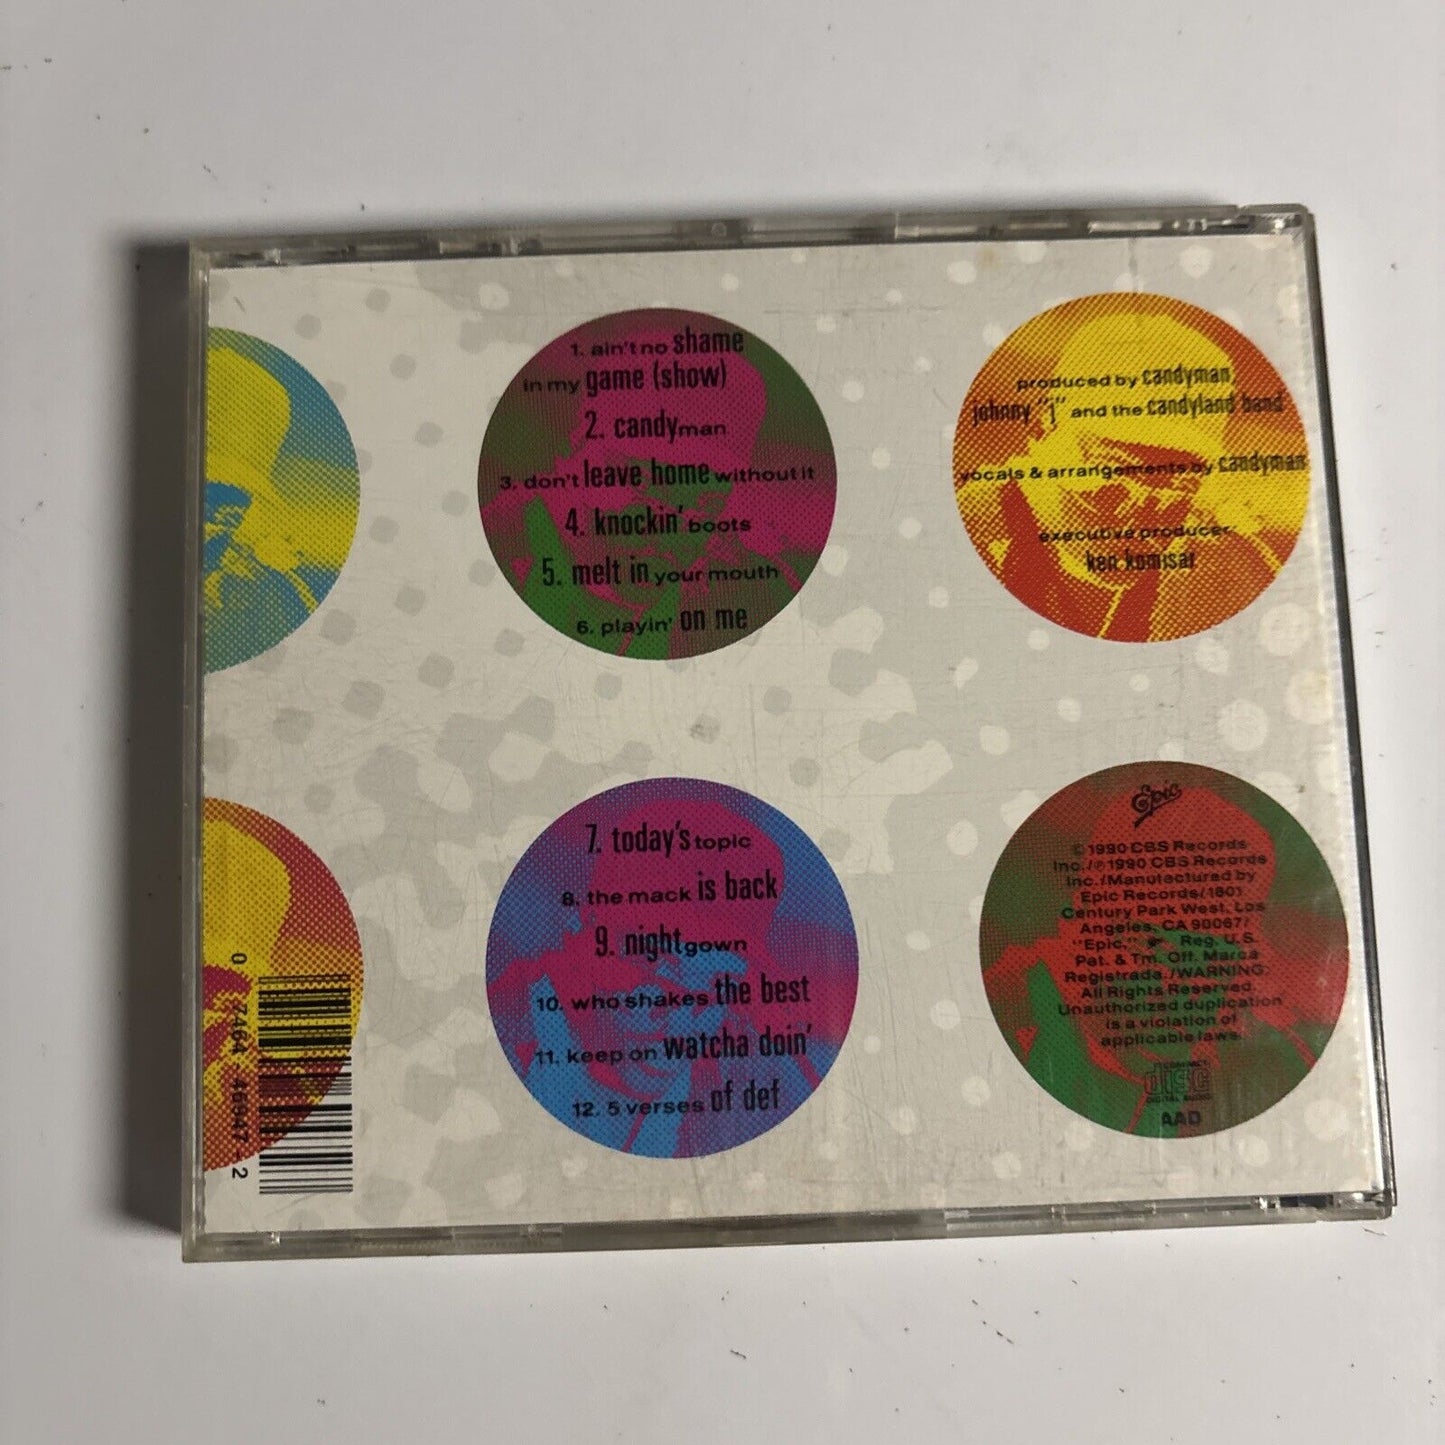 1. ain't no shame
in my game (show)
2. candyman
3. don't leave home without it
4. knockin' boots
5. melt in your mouth
6. playin' on me
produced by candyman,
johnny "j" and the candyland band
vocals & arrangements by candyman
executive producer
ken komisar
7. today's topic
8. the mack is back
9. nightgown
10. who shakes the best
11. keep on watcha doin'
12. 5 verses of def
Epic
© 1990 CBS Records
Inc./℗ 1990 CBS Records
Inc./Manufactured by
Epic Records/1801
Century Park West, Los
Angeles, CA 90067/
"Epic," Reg. U.S.
Pat. & Tm. Off. Marca
Registrada./WARNING:
All Rights Reserved.
Unauthorized duplication
is a violation of
applicable laws.
COMPACT
disc
DIGITAL AUDIO
AAD
0 7464 46947-2